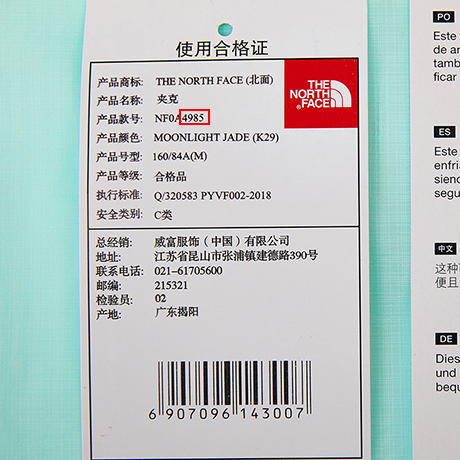 使用合格证
产品商标: THE NORTH FACE (北面)
产品名称: 夹克
产品款号: NF0A4985
产品颜色: MOONLIGHT JADE (K29)
产品号型: 160/84A(M)
产品等级: 合格品
执行标准: Q/320583 PYVF002-2018
安全类别: C类
THE
NORTH
FACE
®
总经销: 威富服饰（中国）有限公司
地址: 江苏省昆山市张浦镇建德路390号
联系电话: 021-61705600
邮编: 215321
检验员: 02
产地: 广东揭阳
6 907096 143007
PO
Este
de ar
tamb
ficar
ES
Este
enfria
siend
segu
中文
这种
便且
DE
Dies
und
bequ